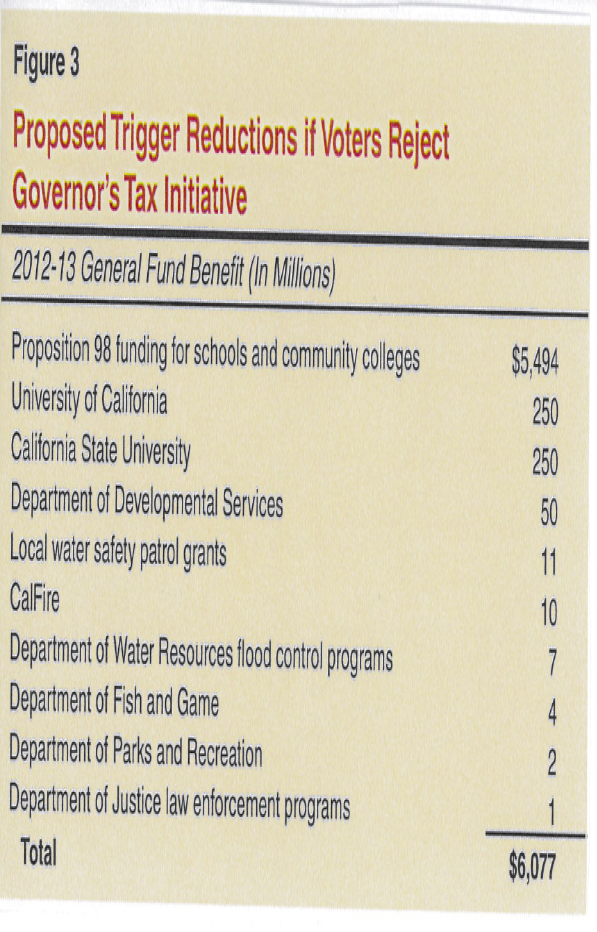 Figure 3
Proposed Trigger Reductions if Voters Reject
Governor's Tax Initiative
2012-13 General Fund Benefit (In Millions)
Proposition 98 funding for schools and community colleges $5,494
University of California 250
California State University 250
Department of Developmental Services 50
Local water safety patrol grants 11
CalFire 10
Department of Water Resources flood control programs 7
Department of Fish and Game 4
Department of Parks and Recreation 2
Department of Justice law enforcement programs 1
Total $6,077